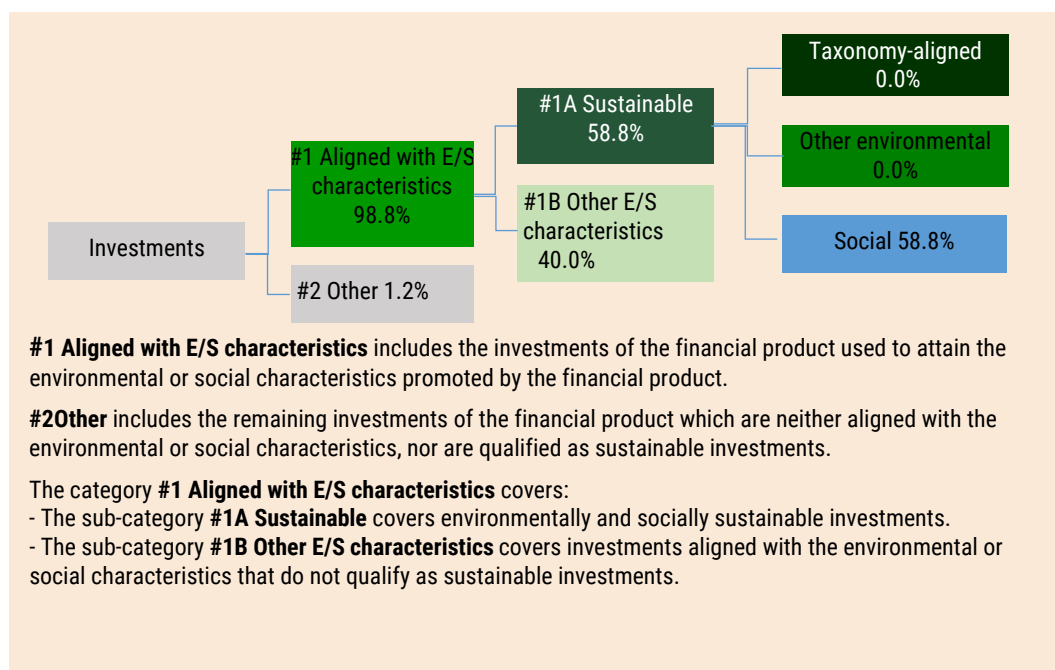 Investments
#1 Aligned with E/S
characteristics
98.8%
#2 Other 1.2%
#1A Sustainable
58.8%
#1B Other E/S
characteristics
40.0%
Taxonomy-aligned
0.0%
Other environmental
0.0%
Social 58.8%
#1 Aligned with E/S characteristics includes the investments of the financial product used to attain the
environmental or social characteristics promoted by the financial product.
#2Other includes the remaining investments of the financial product which are neither aligned with the
environmental or social characteristics, nor are qualified as sustainable investments.
The category #1 Aligned with E/S characteristics covers:
- The sub-category #1A Sustainable covers environmentally and socially sustainable investments.
- The sub-category #1B Other E/S characteristics covers investments aligned with the environmental or
social characteristics that do not qualify as sustainable investments.